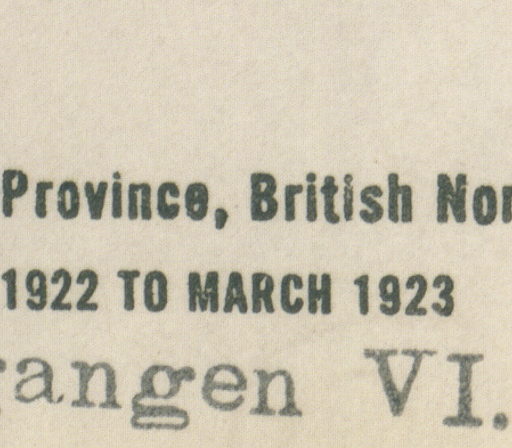 Province, British Nor
1922 TO MARCH 1923
angen VI.